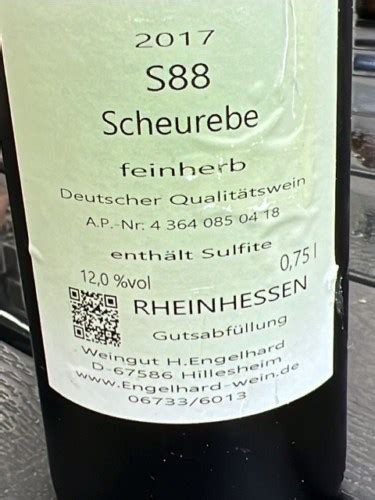 2017
S88
Scheurebe
feinherb
Deutscher Qualitätswein
A.P.-Nr. 4 364 085 04 18
enthält Sulfite
12,0 %vol 0,75 l
RHEINHESSEN
Gutsabfüllung
Weingut H.Engelhard
D-67586 Hillesheim
www.Engelhard-wein.de
06733/6013